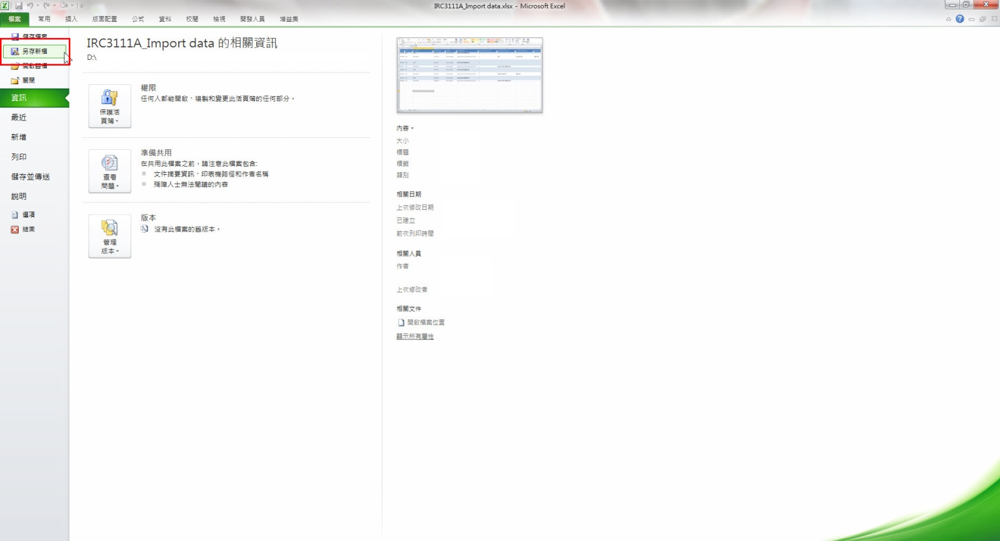 IRC3111A_Import data.xlsx - Microsoft Excel
檔案 常用 插入 版面配置 公式 資料 校閱 檢視 開發人員 增益集
儲存檔案
另存新檔
開啟舊檔
關閉
資訊
最近
新增
列印
儲存並傳送
說明
選項
結束
IRC3111A_Import data 的相關資訊
D:\
保護活
頁簿
權限
任何人都能開啟、複製和變更此活頁簿的任何部分。
查看
問題
準備共用
在共用此檔案之前，請注意此檔案包含:
文件摘要資訊、印表機路徑和作者名稱
殘障人士無法閱讀的內容
管理
版本
版本
沒有此檔案的舊版本。
內容
大小
標題
標籤
類別
相關日期
上次修改日期
已建立
前次列印時間
相關人員
作者
上次修改者
相關文件
開啟檔案位置
顯示所有屬性